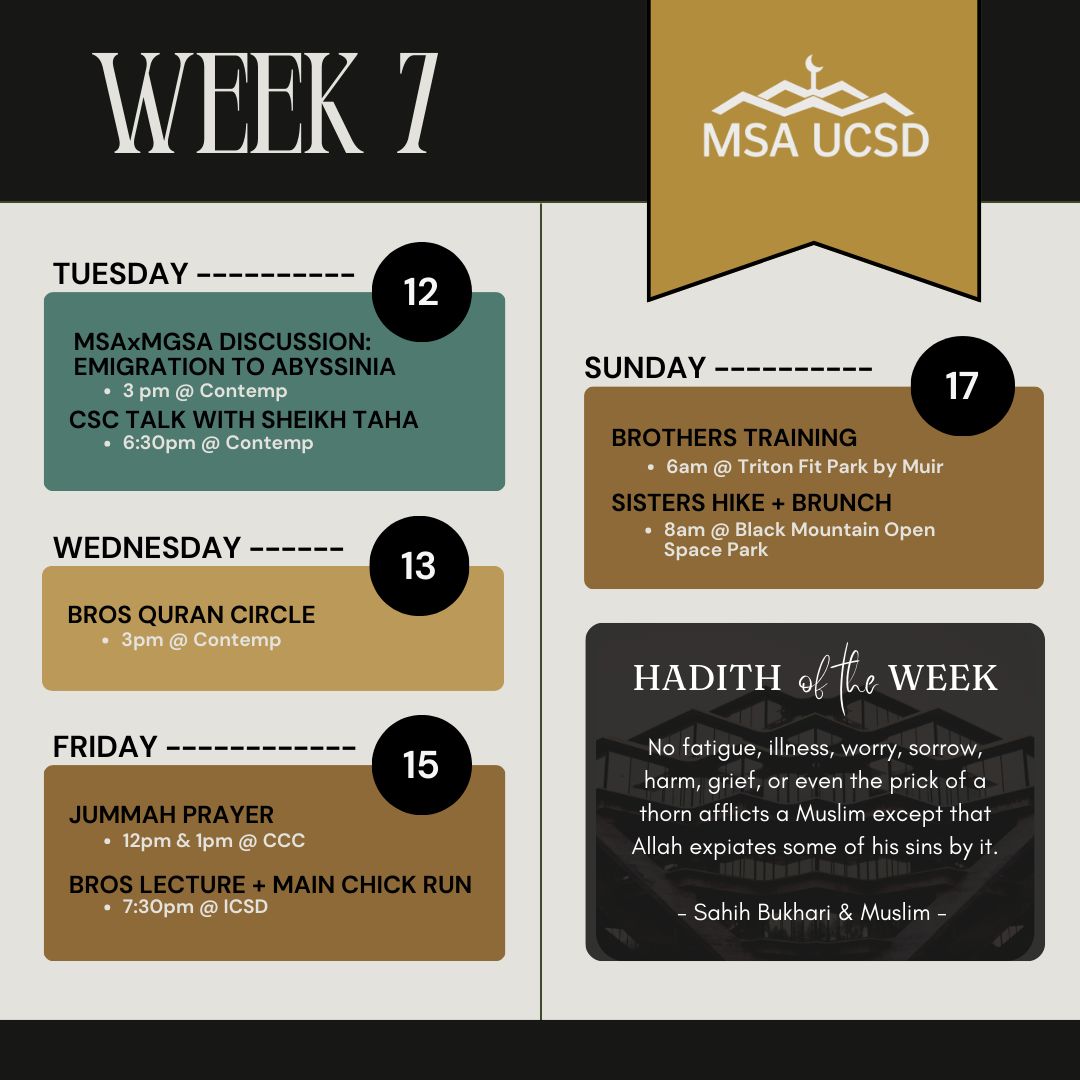 WEEK 7
MSA UCSD
TUESDAY ----------
12
MSAxMGSA DISCUSSION:
EMIGRATION TO ABYSSINIA
• 3 pm @ Contemp
CSC TALK WITH SHEIKH TAHA
• 6:30pm @ Contemp
WEDNESDAY ------
13
BROS QURAN CIRCLE
• 3pm @ Contemp
FRIDAY ------------
15
JUMMAH PRAYER
• 12pm & 1pm @ CCC
BROS LECTURE + MAIN CHICK RUN
• 7:30pm @ ICSD
SUNDAY ----------
17
BROTHERS TRAINING
• 6am @ Triton Fit Park by Muir
SISTERS HIKE + BRUNCH
• 8am @ Black Mountain Open
Space Park
HADITH of the WEEK
No fatigue, illness, worry, sorrow,
harm, grief, or even the prick of a
thorn afflicts a Muslim except that
Allah expiates some of his sins by it.
- Sahih Bukhari & Muslim -